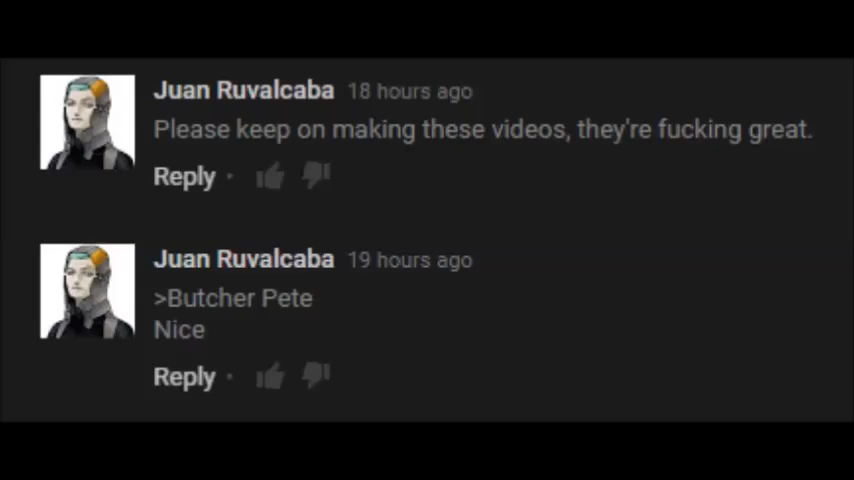 Juan Ruvalcaba 18 hours ago
Please keep on making these videos, they're fucking great.
Reply ·
Juan Ruvalcaba 19 hours ago
>Butcher Pete
Nice
Reply ·